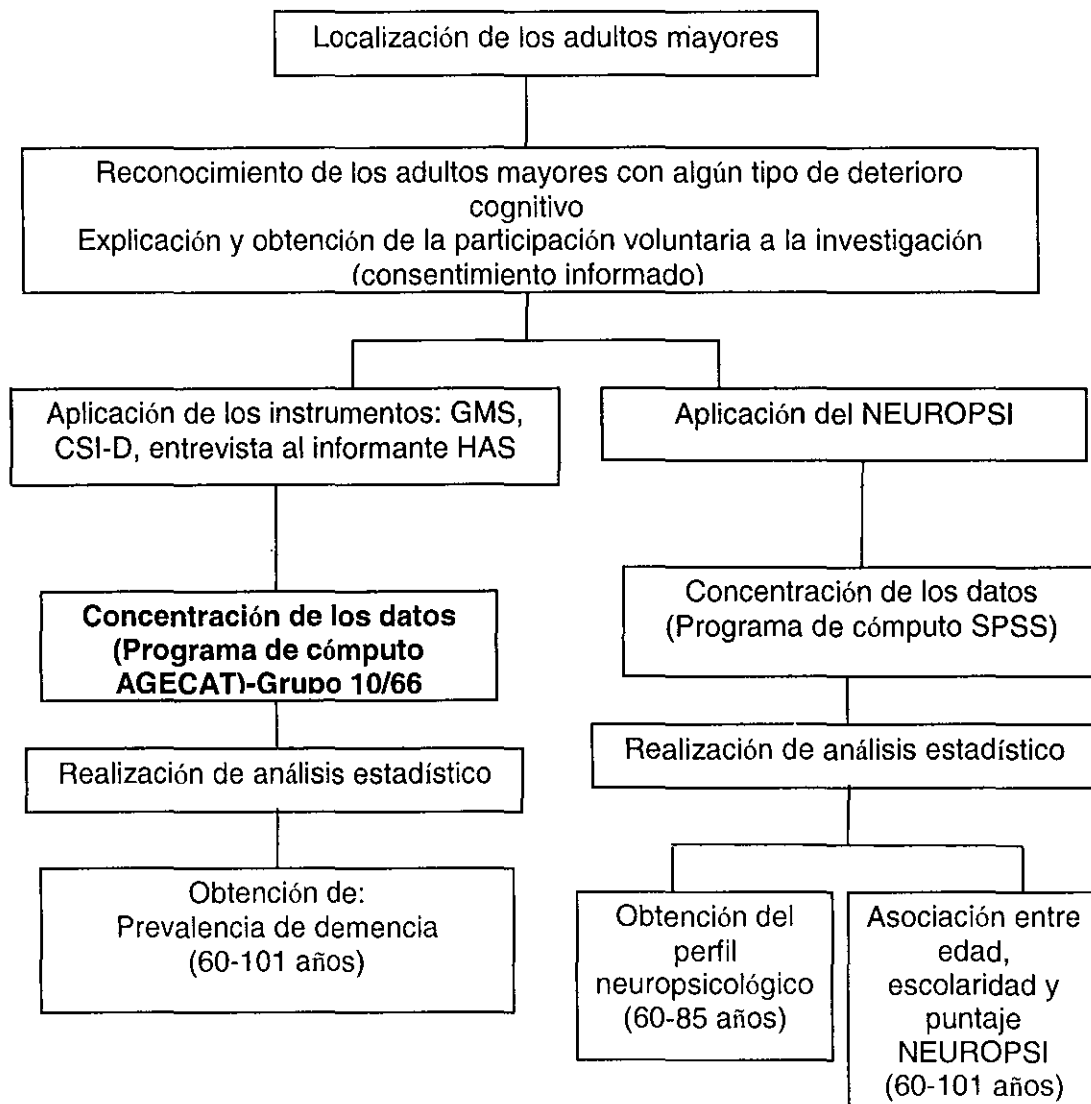 Localización de los adultos mayores
Reconocimiento de los adultos mayores con algún tipo de deterioro
cognitivo
Explicación y obtención de la participación voluntaria a la investigación
(consentimiento informado)
Aplicación de los instrumentos: GMS,
CSI-D, entrevista al informante HAS
Aplicación del NEUROPSI
Concentración de los datos
(Programa de cómputo
AGECAT)-Grupo 10/66
Concentración de los datos
(Programa de cómputo SPSS)
Realización de análisis estadístico
Realización de análisis estadístico
Obtención de:
Prevalencia de demencia
(60-101 años)
Obtención del
perfil
neuropsicológico
(60-85 años)
Asociación entre
edad,
escolaridad y
puntaje
NEUROPSI
(60-101 años)